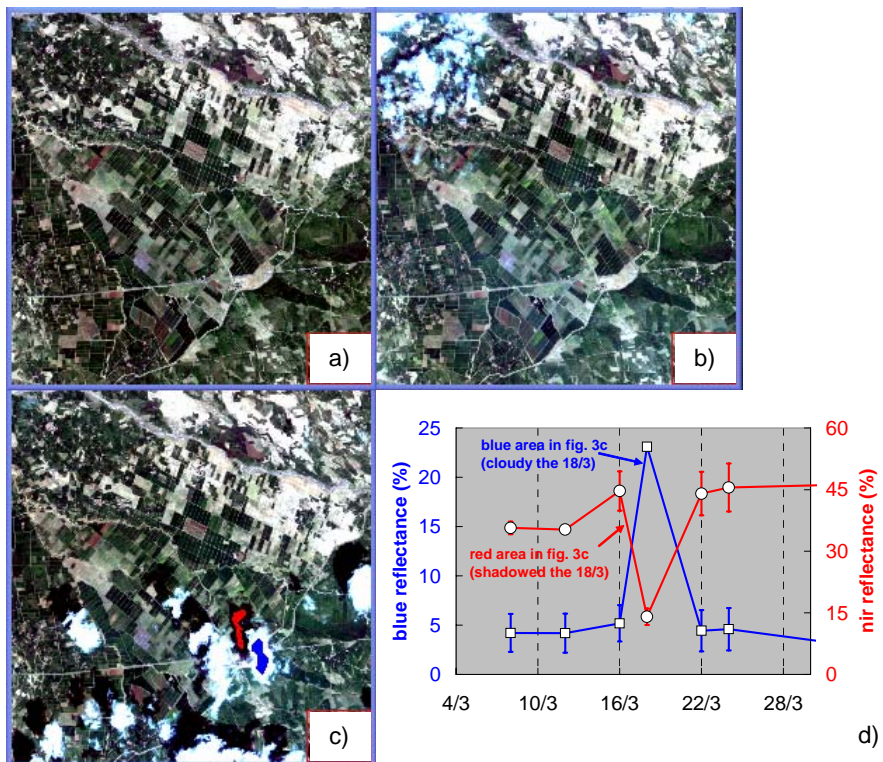 a)
b)
c)
25
20
15
10
5
0
blue reflectance (%)
blue area in fig. 3c
(cloudy the 18/3)
red area in fig. 3c
(shadowed the 18/3)
60
45
30
15
0
nir reflectance (%)
4/3
10/3
16/3
22/3
28/3
d)